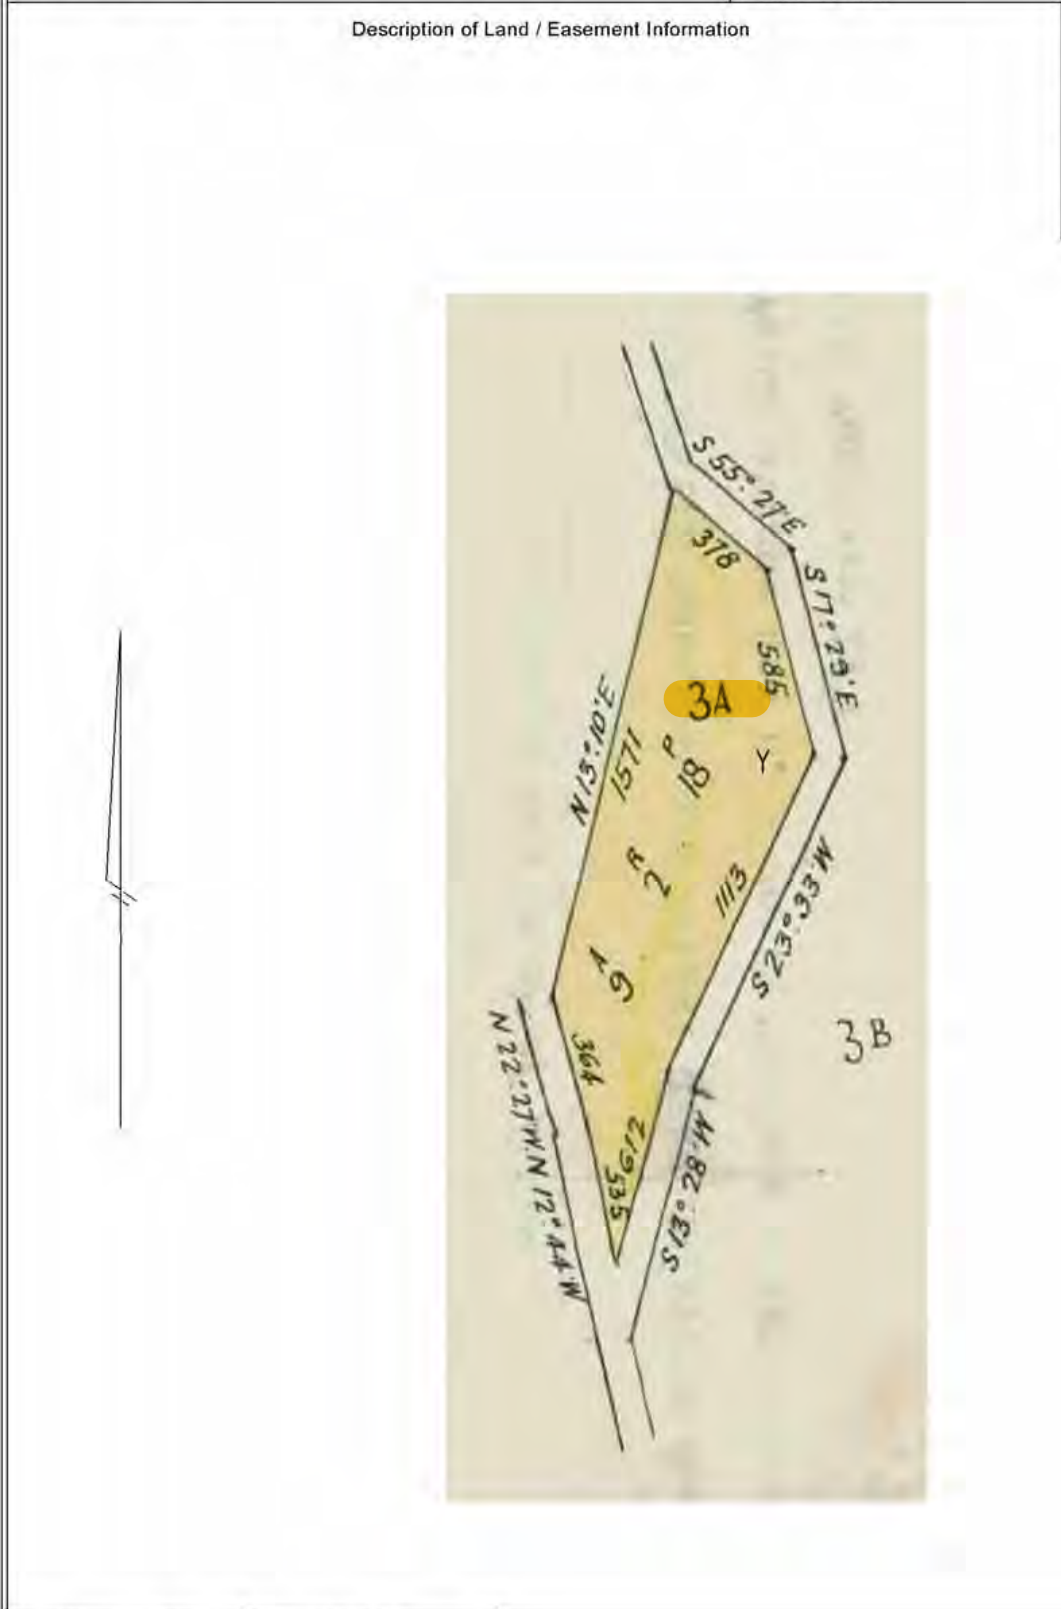 Description of Land / Easement Information
S 55°. 27'E
378
S 17°. 29'E
585
3A
N 13°. 10'E
1571
P
18
Y
R
2
1113
S 23°. 33'W
A
9
3B
364
N 22°. 27'W.
N 12°. 44'W
612
535
S 13°. 28'W